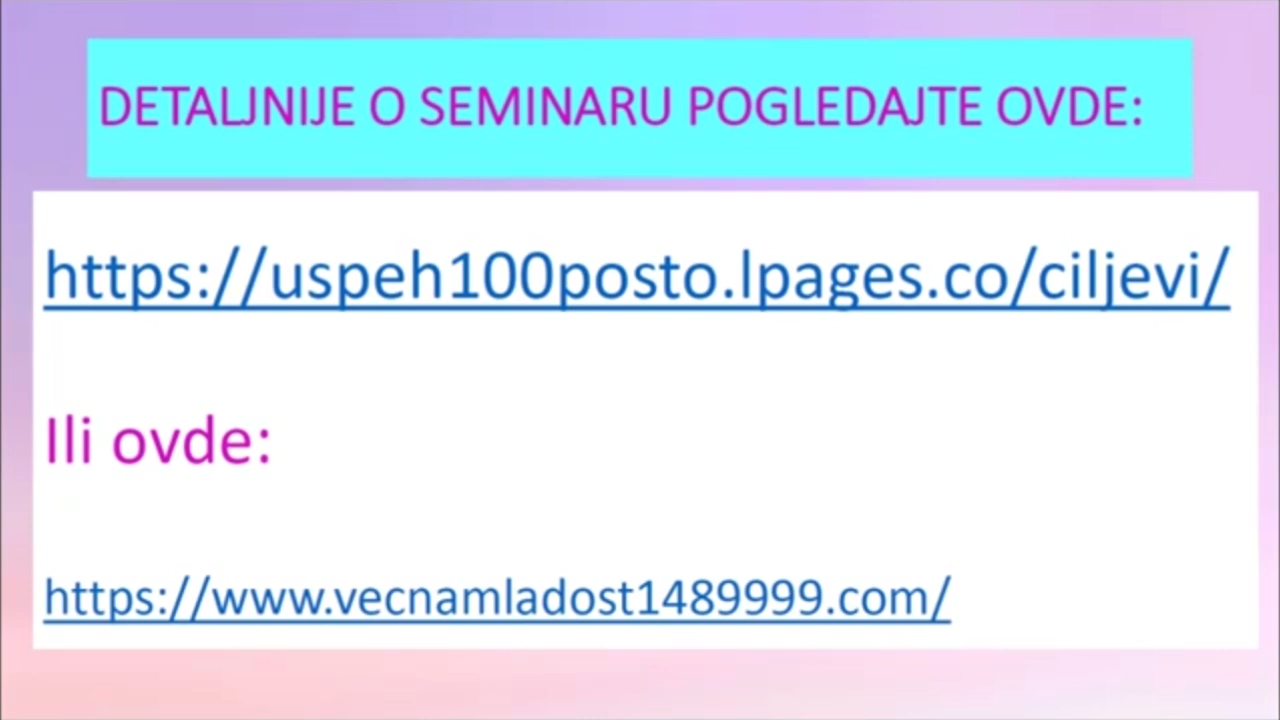 DETALJNIJE O SEMINARU POGLEDAJTE OVDE:
https://uspeh100posto.lpages.co/ciljevi/
Ili ovde:
https://www.vecnamladost1489999.com/